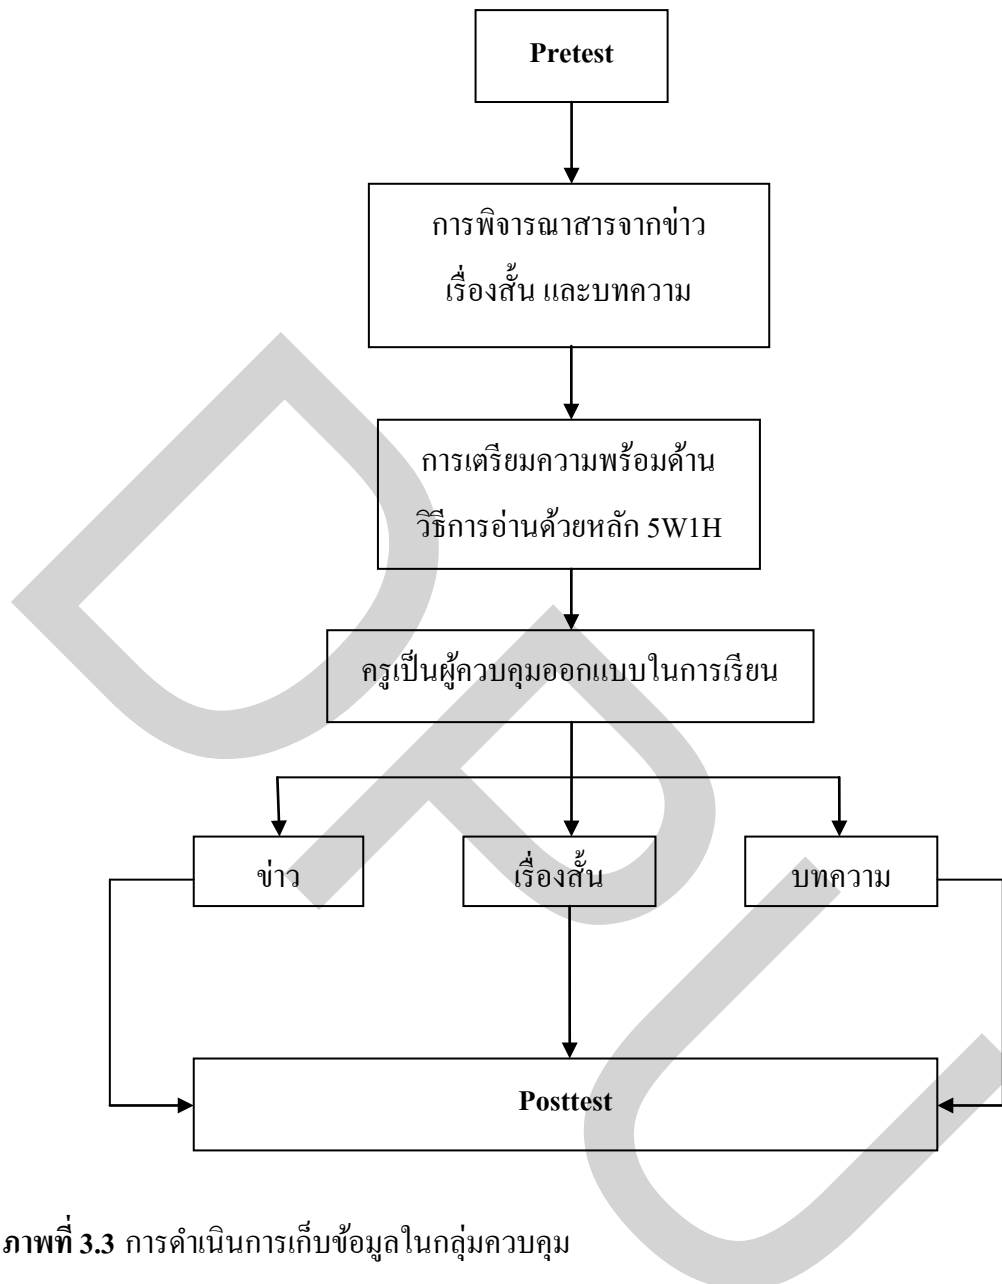 Pretest
การพิจารณาสารจากข่าว
เรื่องสั้น และบทความ
การเตรียมความพร้อมด้าน
วิธีการอ่านด้วยหลัก 5W1H
ครูเป็นผู้ควบคุมออกแบบในการเรียน
ข่าว
เรื่องสั้น
บทความ
Posttest
ภาพที่ 3.3 การดำเนินการเก็บข้อมูลในกลุ่มควบคุม
DPU